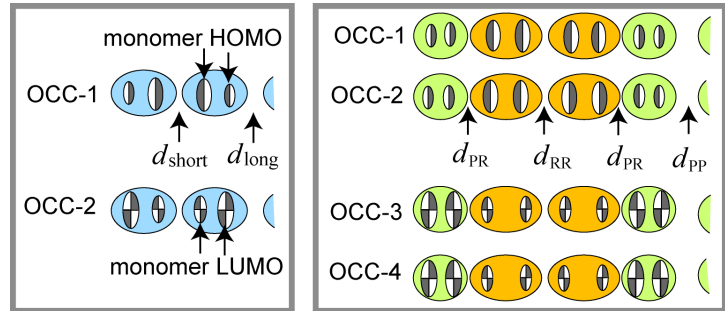 monomer HOMO
OCC-1
d_short d_long
OCC-2
monomer LUMO
OCC-1
OCC-2
d_PR d_RR d_PR d_PP
OCC-3
OCC-4